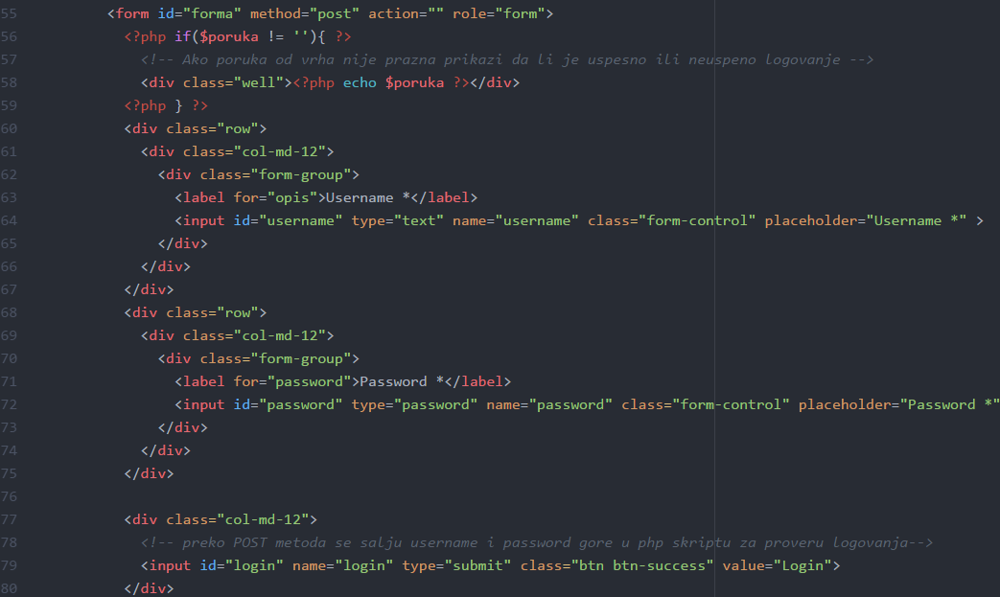 55 <form id="forma" method="post" action="" role="form">
56 <?php if($poruka != ''){ ?>
57 <!-- Ako poruka od vrha nije prazna prikazi da li je uspesno ili neuspeno logovanje -->
58 <div class="well"><?php echo $poruka ?></div>
59 <?php } ?>
60 <div class="row">
61 <div class="col-md-12">
62 <div class="form-group">
63 <label for="opis">Username *</label>
64 <input id="username" type="text" name="username" class="form-control" placeholder="Username *" >
65 </div>
66 </div>
67 </div>
68 <div class="row">
69 <div class="col-md-12">
70 <div class="form-group">
71 <label for="password">Password *</label>
72 <input id="password" type="password" name="password" class="form-control" placeholder="Password *"
73 </div>
74 </div>
75 </div>
76
77 <div class="col-md-12">
78 <!-- preko POST metoda se salju username i password gore u php skriptu za proveru logovanja-->
79 <input id="login" name="login" type="submit" class="btn btn-success" value="Login">
80 </div>